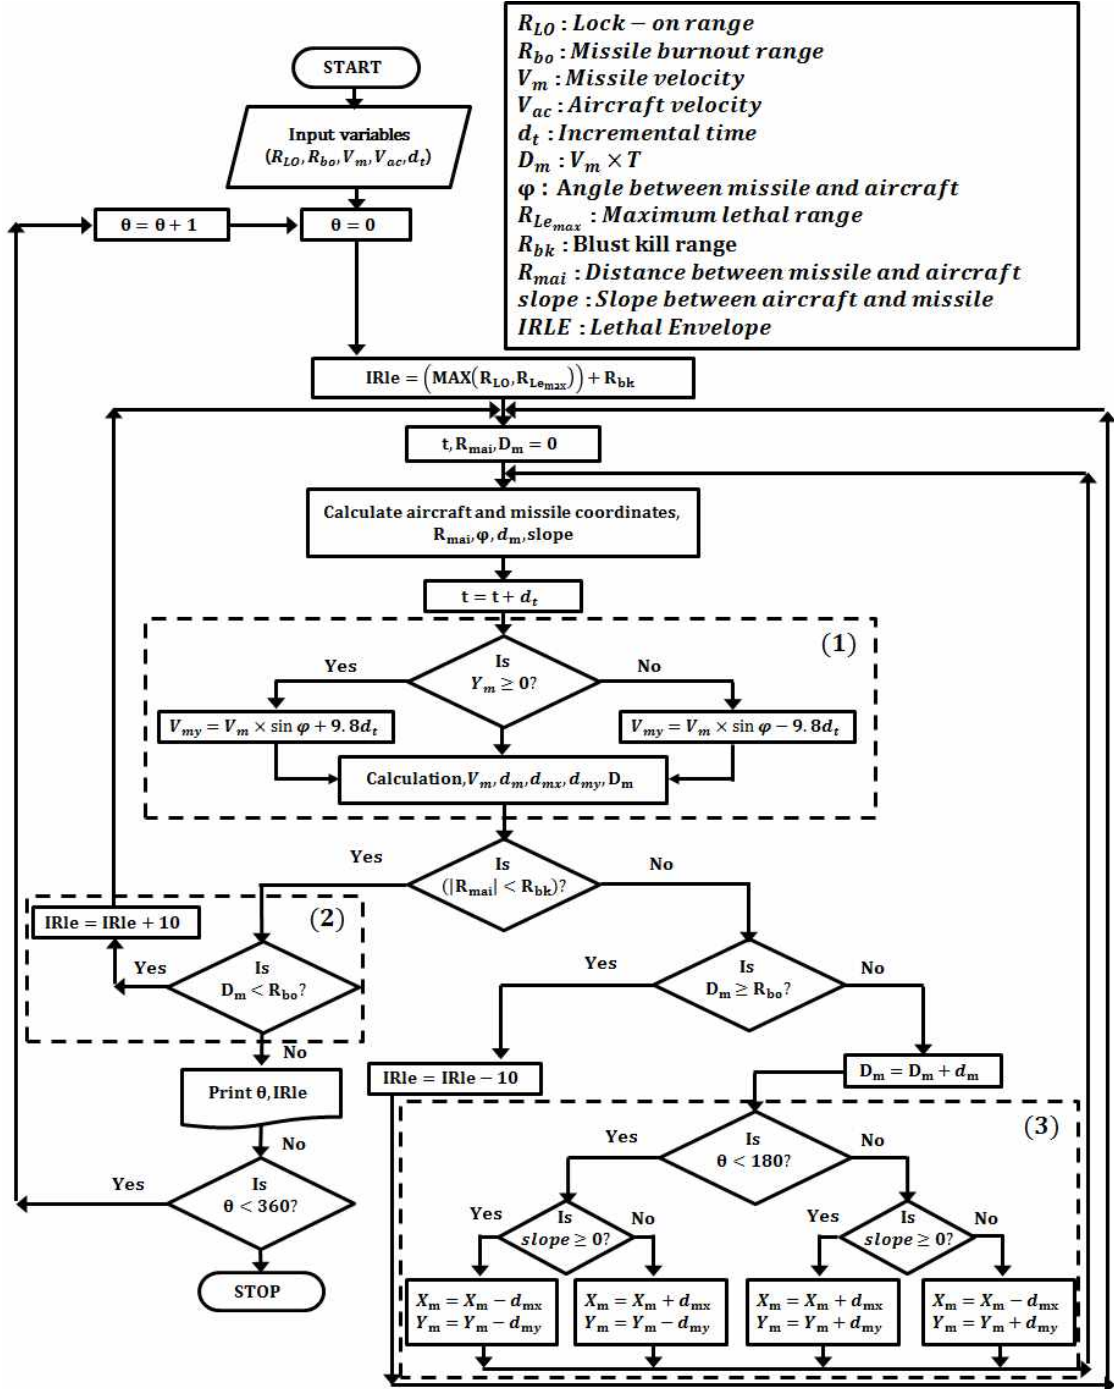 R_LO : Lock − on range
R_bo : Missile burnout range
V_m : Missile velocity
V_ac : Aircraft velocity
d_t : Incremental time
D_m : V_m × T
φ : Angle between missile and aircraft
R_Le_max : Maximum lethal range
R_bk : Blust kill range
R_mai : Distance between missile and aircraft
slope : Slope between aircraft and missile
IRLE : Lethal Envelope
START
Input variables
(R_LO, R_bo, V_m, V_ac, d_t)
θ = θ + 1
θ = 0
IRle = (MAX(R_LO, R_Le_max)) + R_bk
t, R_mai, D_m = 0
Calculate aircraft and missile coordinates,
R_mai, φ, d_m, slope
t = t + d_t
(1)
Yes
Is
Y_m ≥ 0?
No
V_my = V_m × sin φ + 9.8d_t
V_my = V_m × sin φ − 9.8d_t
Calculation, V_m, d_m, d_mx, d_my, D_m
Yes
Is
(|R_mai| < R_bk)?
No
IRle = IRle + 10
(2)
Yes
Is
D_m < R_bo?
No
Yes
Is
D_m ≥ R_bo?
No
Print θ, IRle
IRle = IRle − 10
D_m = D_m + d_m
(3)
No
Yes
Is
θ < 360?
STOP
Yes
Is
θ < 180?
No
Yes
Is
slope ≥ 0?
No
Yes
Is
slope ≥ 0?
No
X_m = X_m − d_mx
Y_m = Y_m − d_my
X_m = X_m + d_mx
Y_m = Y_m − d_my
X_m = X_m + d_mx
Y_m = Y_m + d_my
X_m = X_m − d_mx
Y_m = Y_m + d_my